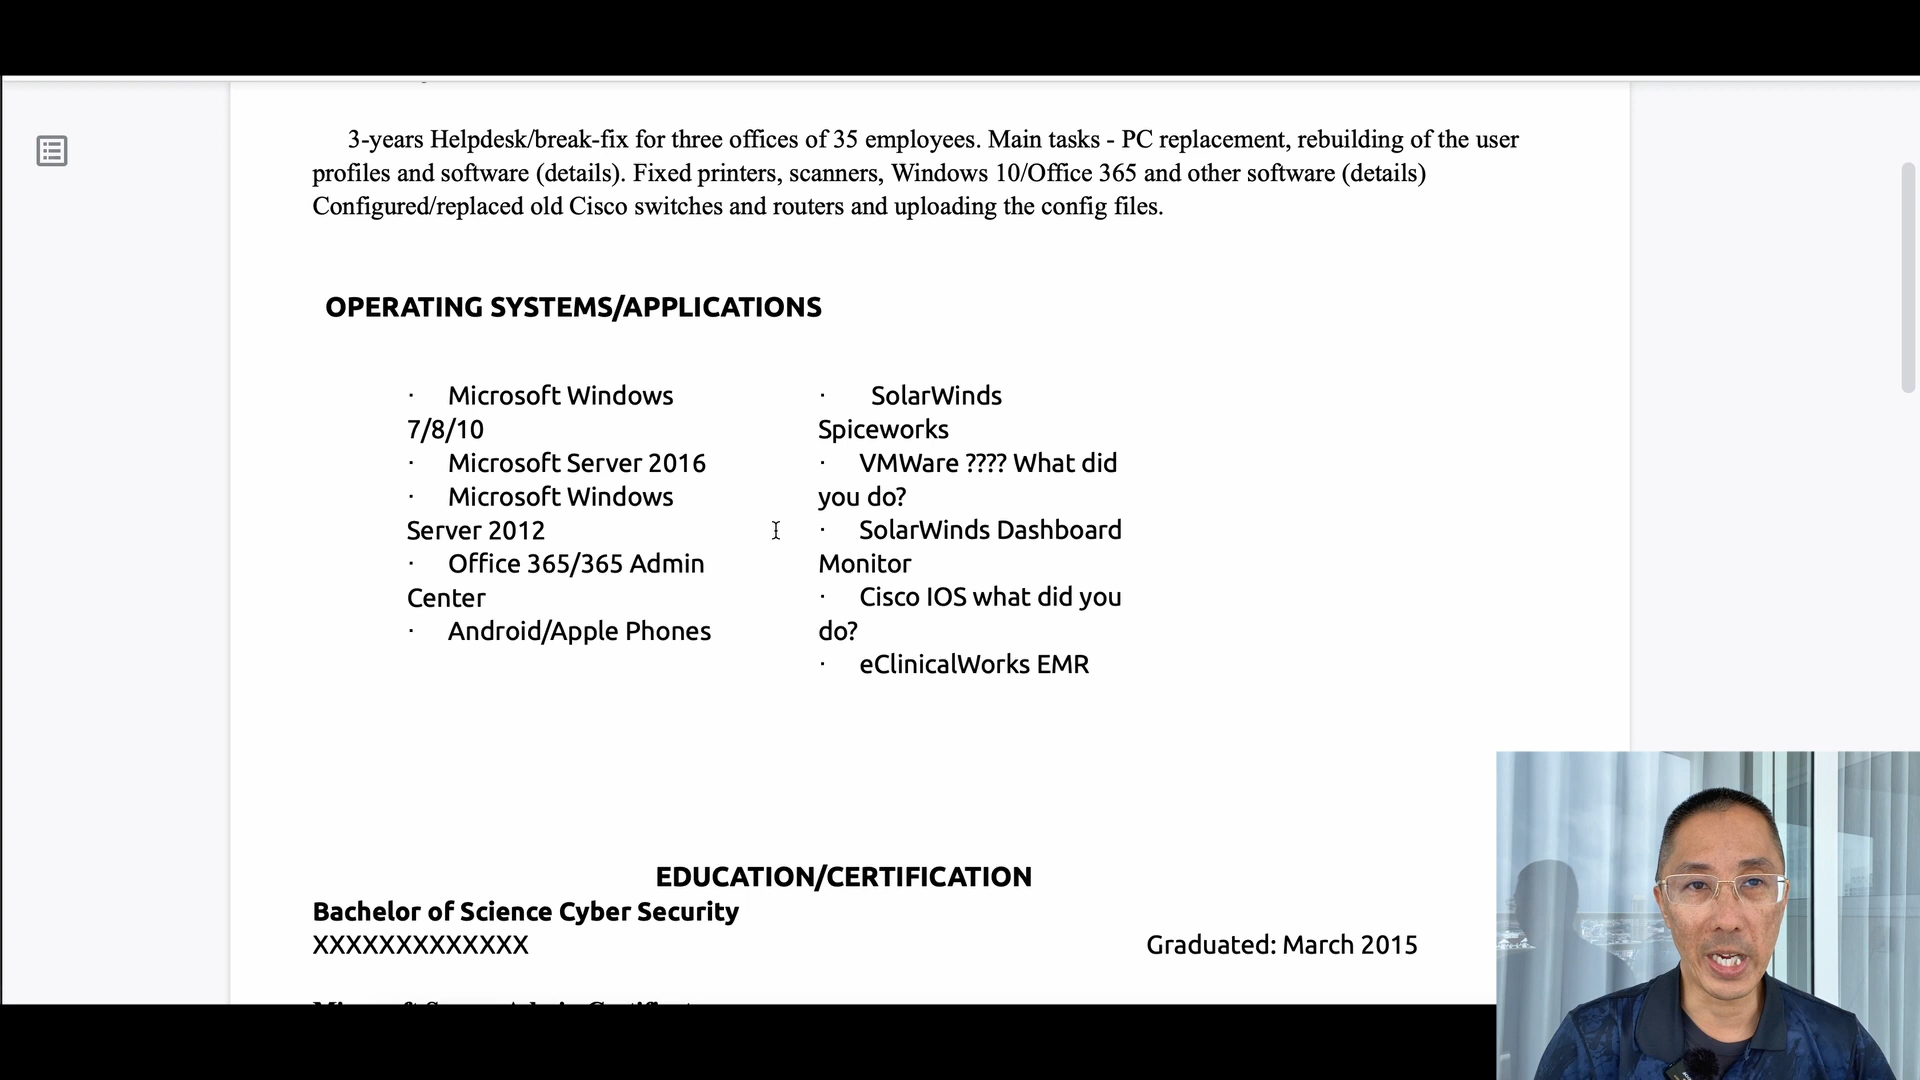 3-years Helpdesk/break-fix for three offices of 35 employees. Main tasks - PC replacement, rebuilding of the user
profiles and software (details). Fixed printers, scanners, Windows 10/Office 365 and other software (details)
Configured/replaced old Cisco switches and routers and uploading the config files.
OPERATING SYSTEMS/APPLICATIONS
· Microsoft Windows
7/8/10
· Microsoft Server 2016
· Microsoft Windows
Server 2012
· Office 365/365 Admin
Center
· Android/Apple Phones
· SolarWinds
Spiceworks
· VMWare ???? What did
you do?
· SolarWinds Dashboard
Monitor
· Cisco IOS what did you
do?
· eClinicalWorks EMR
EDUCATION/CERTIFICATION
Bachelor of Science Cyber Security
XXXXXXXXXXXXX Graduated: March 2015